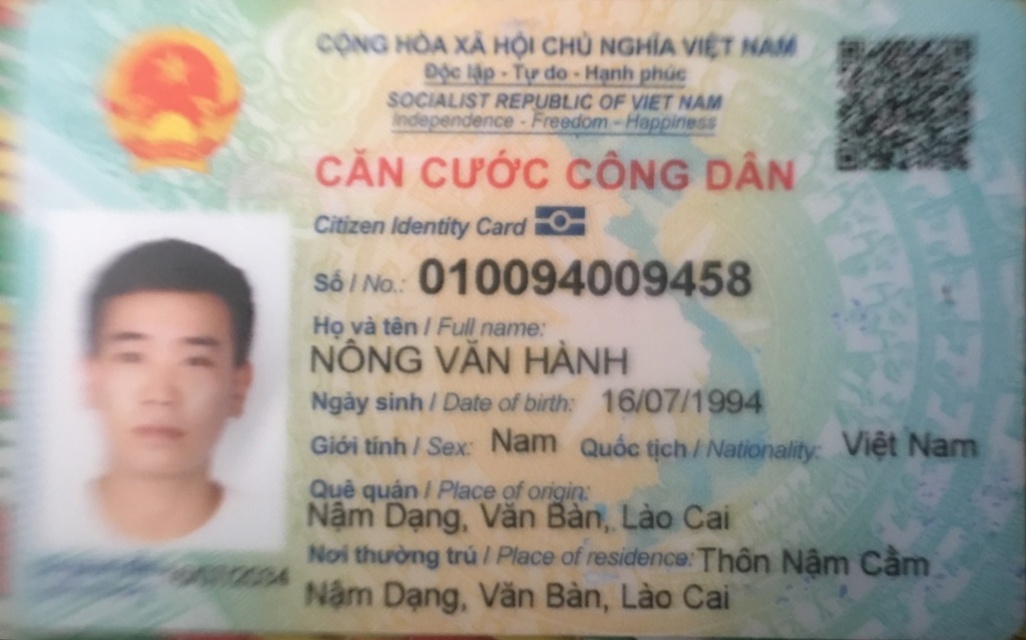 CỘNG HÒA XÃ HỘI CHỦ NGHĨA VIỆT NAM
Độc lập - Tự do - Hạnh phúc
SOCIALIST REPUBLIC OF VIET NAM
Independence - Freedom - Happiness
CĂN CƯỚC CÔNG DÂN
Citizen Identity Card
Số / No.: 010094009458
Họ và tên / Full name:
NÔNG VĂN HÀNH
Ngày sinh / Date of birth: 16/07/1994
Giới tính / Sex: Nam Quốc tịch / Nationality: Việt Nam
Quê quán / Place of origin:
Nậm Dạng, Văn Bàn, Lào Cai
Nơi thường trú / Place of residence: Thôn Nậm Cằm
Nậm Dạng, Văn Bàn, Lào Cai